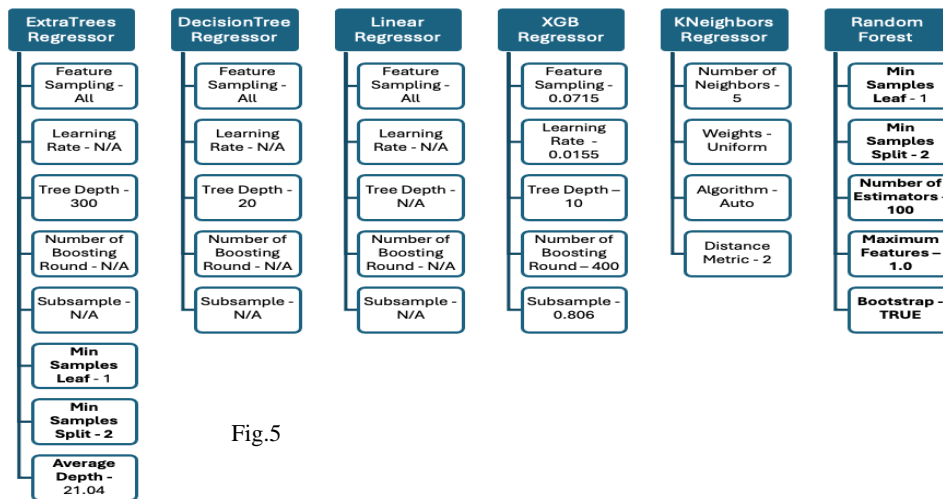 ExtraTrees
Regressor
Feature
Sampling -
All
Learning
Rate - N/A
Tree Depth -
300
Number of
Boosting
Round - N/A
Subsample -
N/A
Min
Samples
Leaf - 1
Min
Samples
Split - 2
Average
Depth -
21.04
DecisionTree
Regressor
Feature
Sampling -
All
Learning
Rate - N/A
Tree Depth -
20
Number of
Boosting
Round - N/A
Subsample -
N/A
Linear
Regressor
Feature
Sampling -
All
Learning
Rate - N/A
Tree Depth -
N/A
Number of
Boosting
Round - N/A
Subsample -
N/A
XGB
Regressor
Feature
Sampling -
0.0715
Learning
Rate -
0.0155
Tree Depth –
10
Number of
Boosting
Round – 400
Subsample -
0.806
KNeighbors
Regressor
Number of
Neighbors -
5
Weights -
Uniform
Algorithm -
Auto
Distance
Metric - 2
Random
Forest
Min
Samples
Leaf - 1
Min
Samples
Split - 2
Number of
Estimators -
100
Maximum
Features –
1.0
Bootstrap –
TRUE
Fig.5